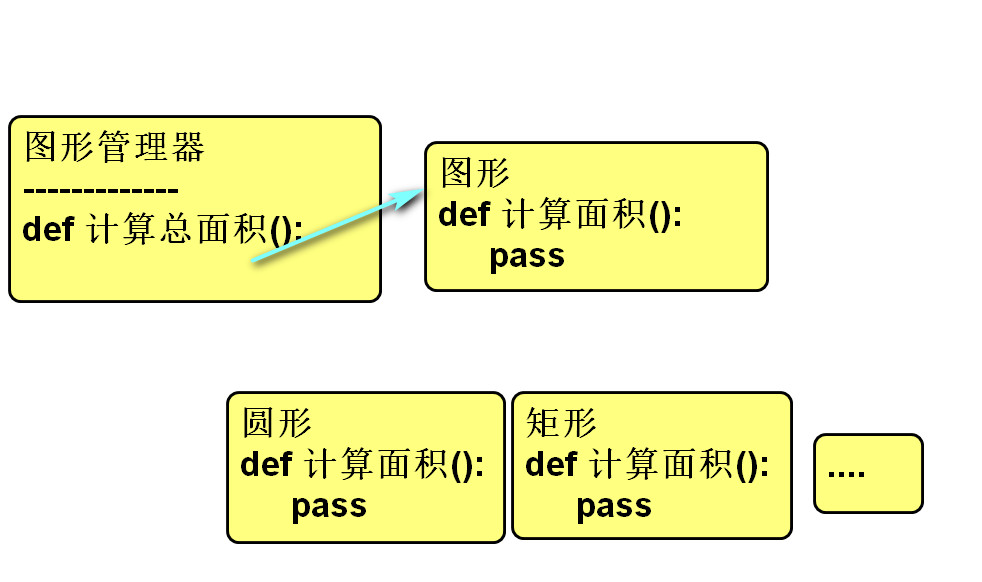 图形管理器
-------------
def 计算总面积():
图形
def 计算面积():
pass
圆形
def 计算面积():
pass
矩形
def 计算面积():
pass
....